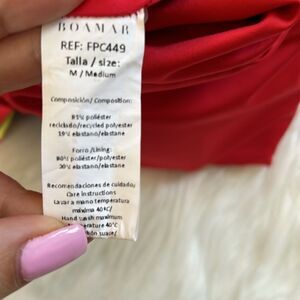 BOAMAR
REF: FPC449
Talla / size:
M / Medium
Composición/ Composition:
81% poliéster
reciclado/recycled polyester
19% elastano/elastane
Forro /Lining:
80% poliéster/polyester
20% elastano/elastane
Recomendaciones de cuidado/
Care instructions
Lavar a mano temperatura
máxima 40ºC/
Hand wash maximum
temperature 40ºC
suave/